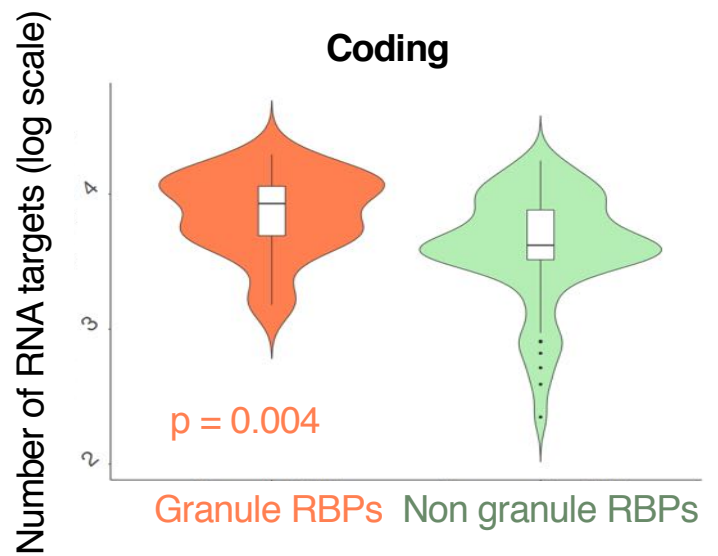 Coding
Number of RNA targets (log scale)
4
3
2
p = 0.004
Granule RBPs Non granule RBPs